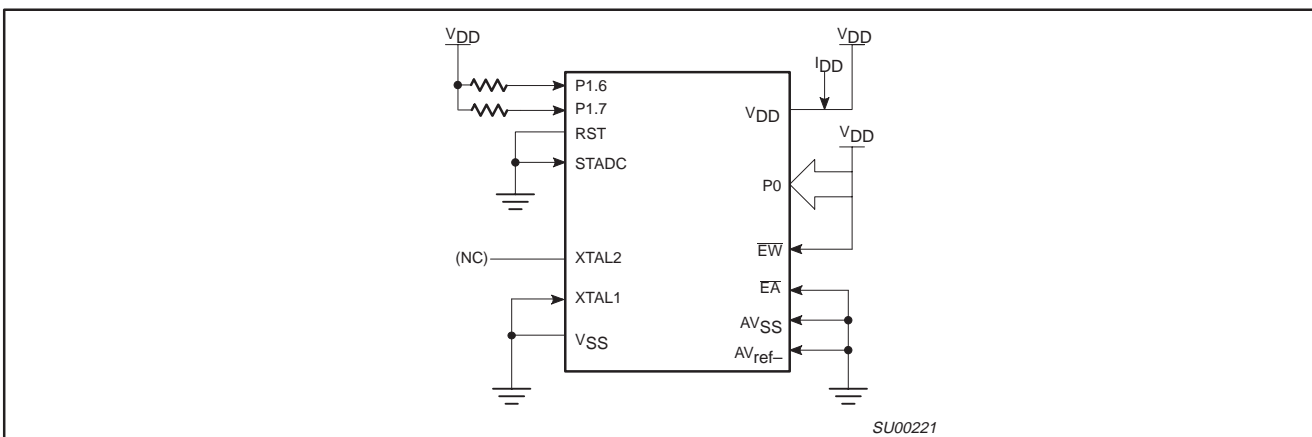 VDD
P1.6
P1.7
RST
STADC
(NC)
XTAL2
XTAL1
VSS
VDD
IDD
VDD
VDD
P0
EW
EA
AVSS
AVref–
SU00221